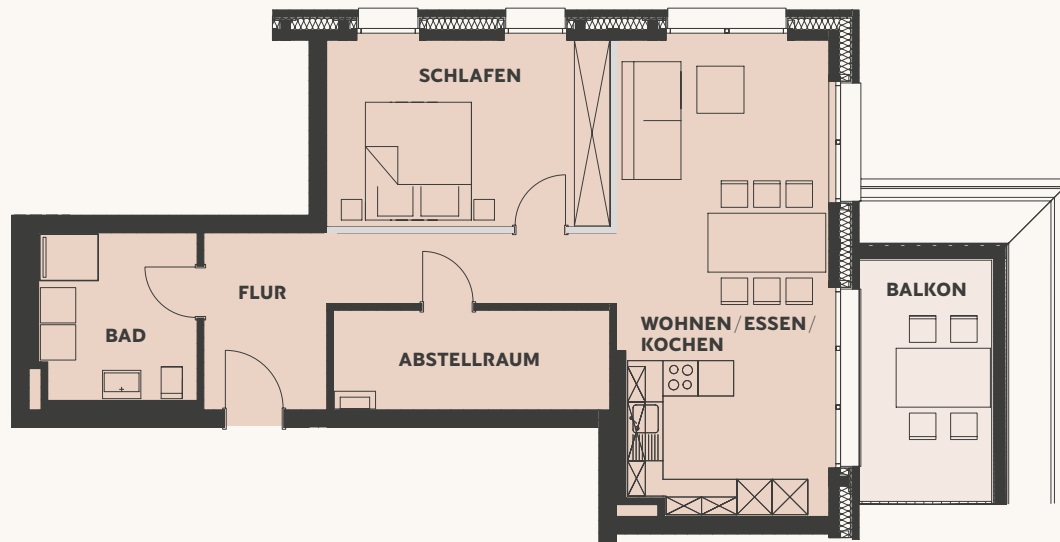 SCHLAFEN
FLUR
BAD
ABSTELLRAUM
WOHNEN/ESSEN/
KOCHEN
BALKON